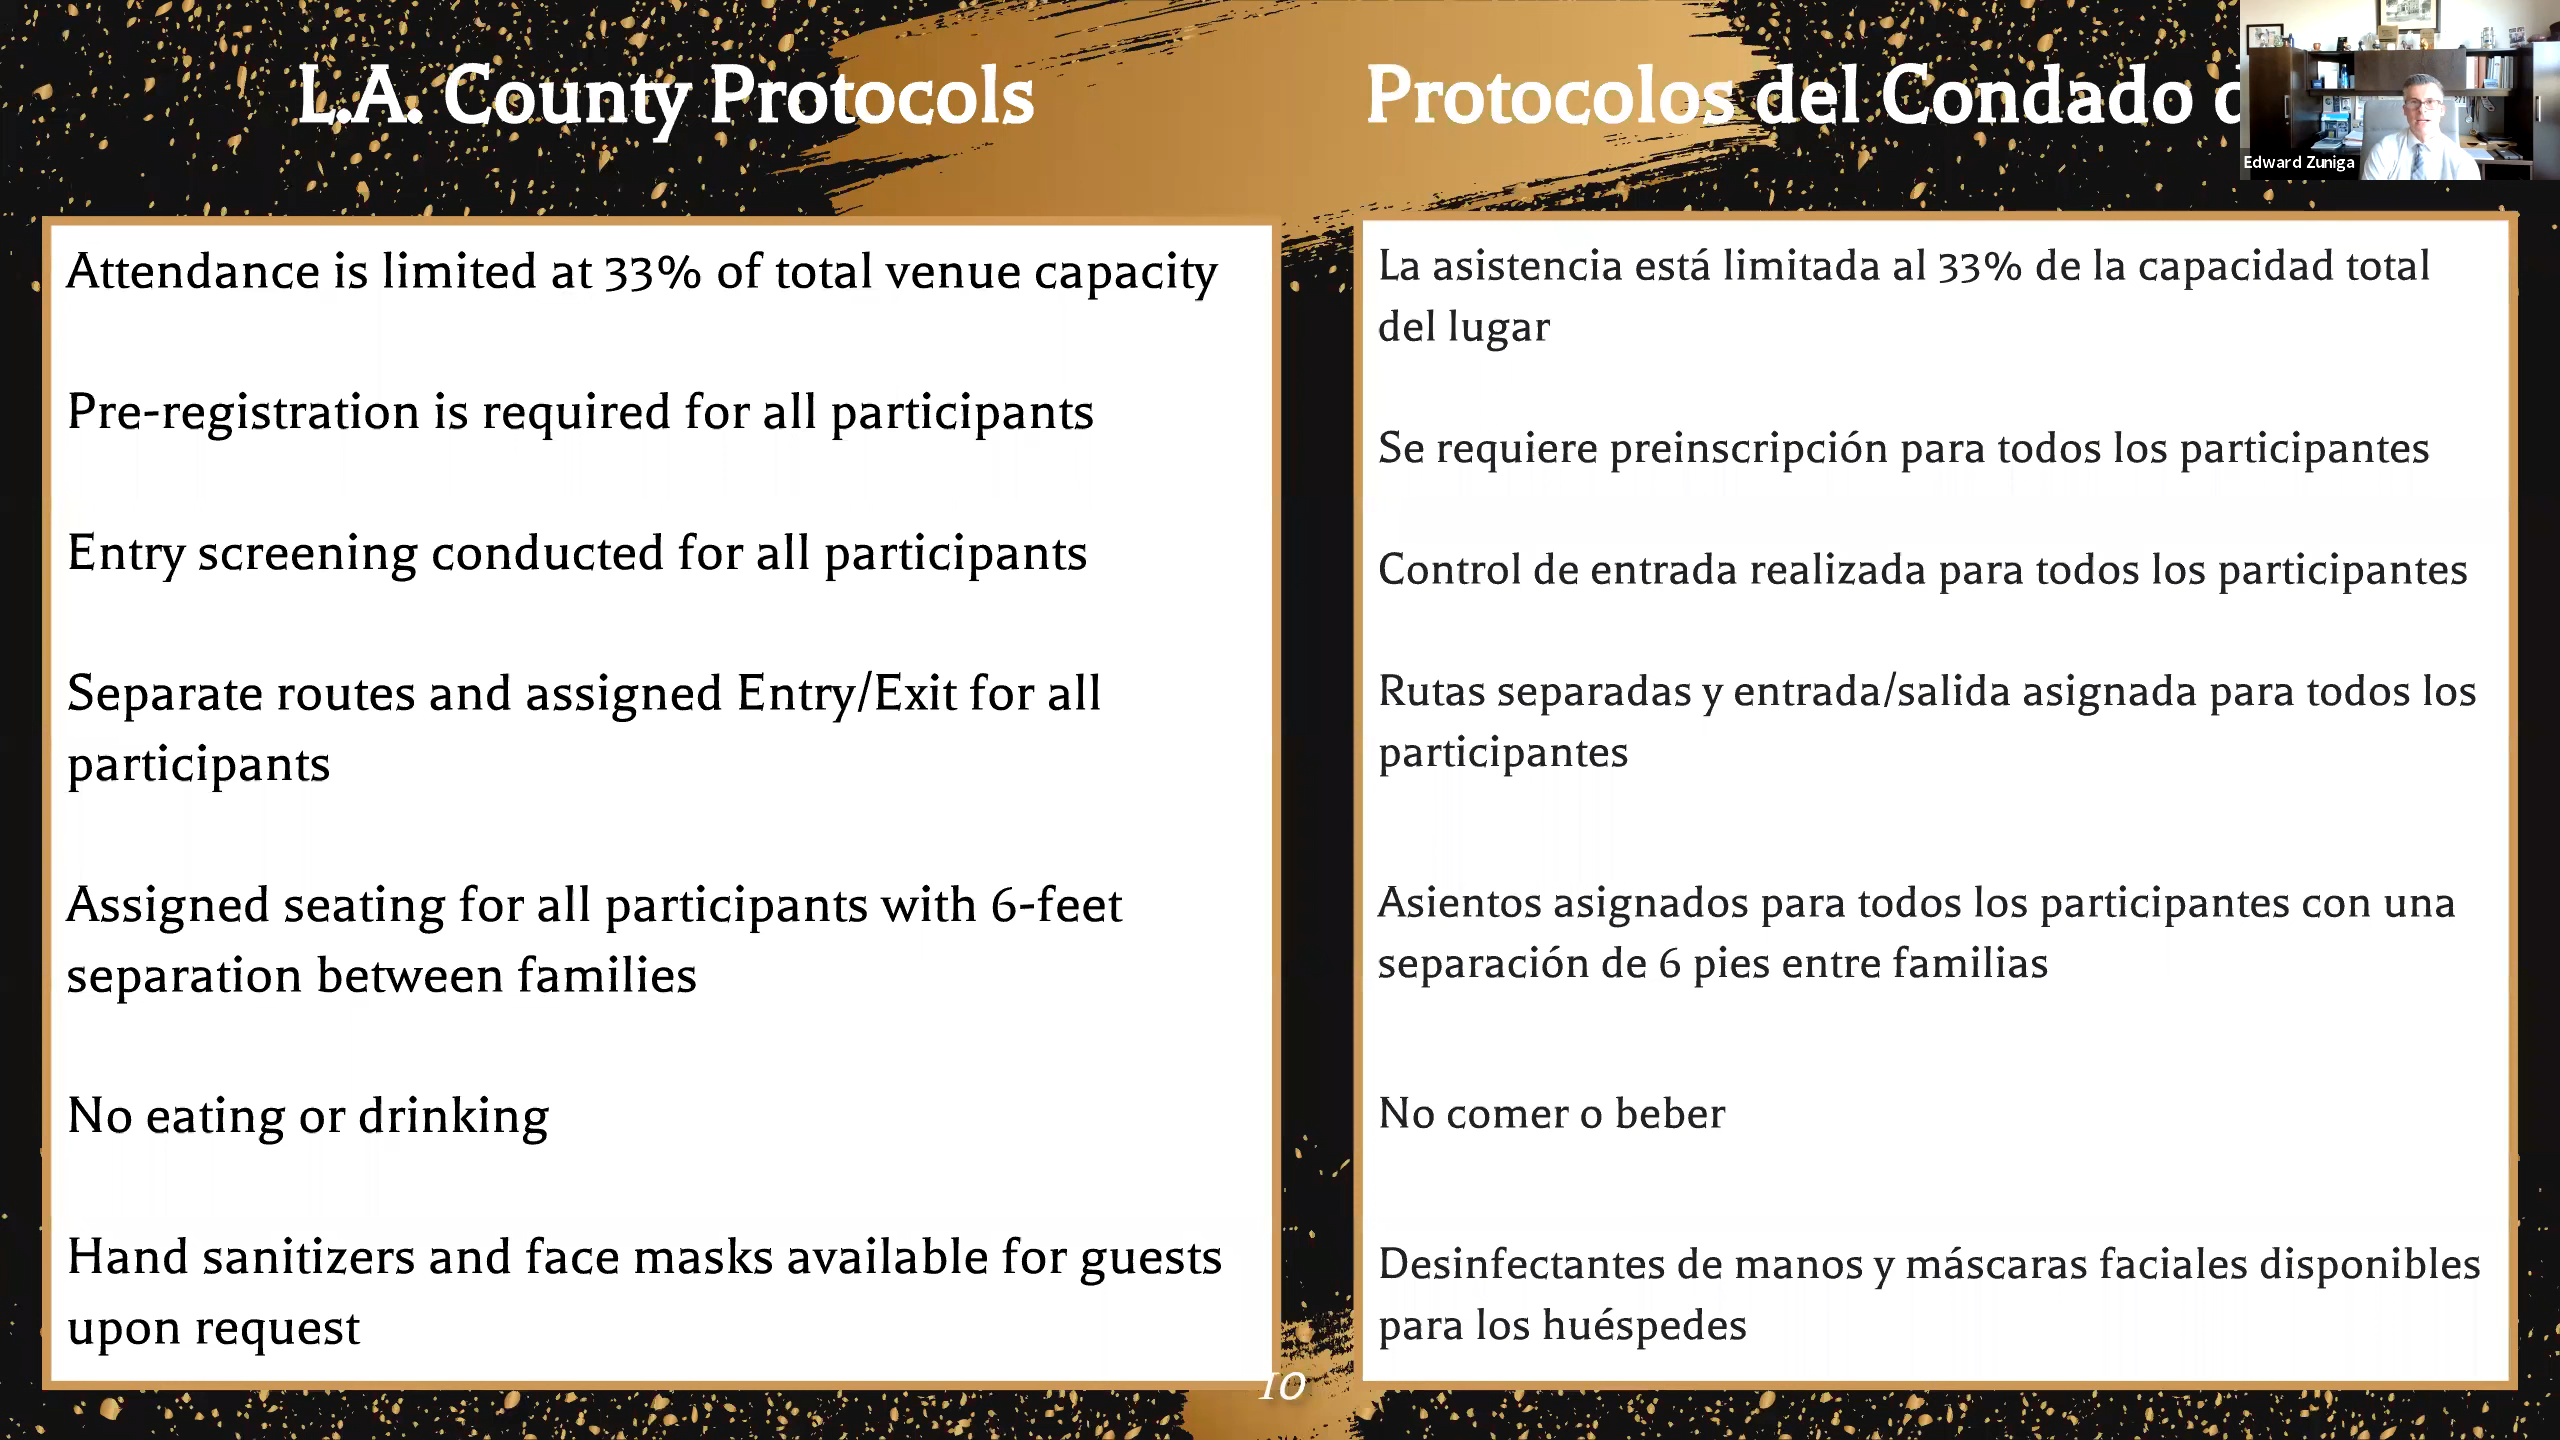 L.A. County Protocols
Attendance is limited at 33% of total venue capacity
Pre-registration is required for all participants
Entry screening conducted for all participants
Separate routes and assigned Entry/Exit for all
participants
Assigned seating for all participants with 6-feet
separation between families
No eating or drinking
Hand sanitizers and face masks available for guests
upon request
Protocolos del Condado
Edward Zuniga
La asistencia está limitada al 33% de la capacidad total
del lugar
Se requiere preinscripción para todos los participantes
Control de entrada realizada para todos los participantes
Rutas separadas y entrada/salida asignada para todos los
participantes
Asientos asignados para todos los participantes con una
separación de 6 pies entre familias
No comer o beber
Desinfectantes de manos y máscaras faciales disponibles
para los huéspedes
10